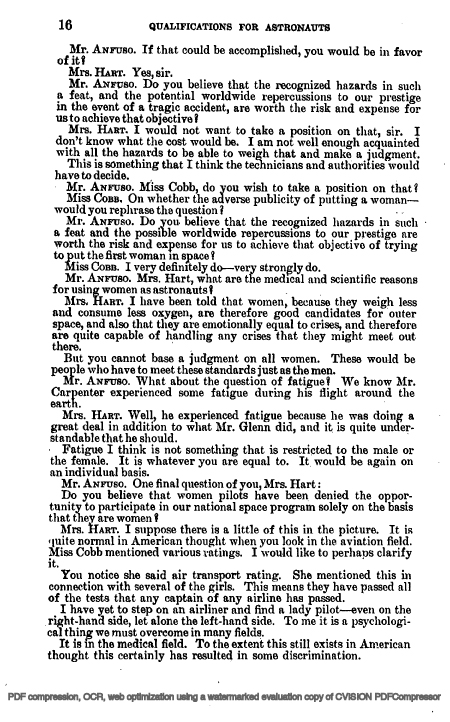 16 QUALIFICATIONS FOR ASTRONAUTS
Mr. ANFUSO. If that could be accomplished, you would be in favor
of it?
Mrs. HART. Yes, sir.
Mr. ANFUSO. Do you believe that the recognized hazards in such
a feat, and the potential worldwide repercussions to our prestige
in the event of a tragic accident, are worth the risk and expense for
us to achieve that objective?
Mrs. HART. I would not want to take a position on that, sir. I
don't know what the cost would be. I am not well enough acquainted
with all the hazards to be able to weigh that and make a judgment.
This is something that I think the technicians and authorities would
have to decide.
Mr. ANFUSO. Miss Cobb, do you wish to take a position on that?
Miss COBB. On whether the adverse publicity of putting a woman—
would you rephrase the question?
Mr. ANFUSO. Do you believe that the recognized hazards in such
a feat and the possible worldwide repercussions to our prestige are
worth the risk and expense for us to achieve that objective of trying
to put the first woman in space?
Miss COBB. I very definitely do—very strongly do.
Mr. ANFUSO. Mrs. Hart, what are the medical and scientific reasons
for using women as astronauts?
Mrs. HART. I have been told that women, because they weigh less
and consume less oxygen, are therefore good candidates for outer
space, and also that they are emotionally equal to crises, and therefore
are quite capable of handling any crises that they might meet out
there.
But you cannot base a judgment on all women. These would be
people who have to meet these standards just as the men.
Mr. ANFUSO. What about the question of fatigue? We know Mr.
Carpenter experienced some fatigue during his flight around the
earth.
Mrs. HART. Well, he experienced fatigue because he was doing a
great deal in addition to what Mr. Glenn did, and it is quite under-
standable that he should.
Fatigue I think is not something that is restricted to the male or
the female. It is whatever you are equal to. It would be again on
an individual basis.
Mr. ANFUSO. One final question of you, Mrs. Hart:
Do you believe that women pilots have been denied the oppor-
tunity to participate in our national space program solely on the basis
that they are women?
Mrs. HART. I suppose there is a little of this in the picture. It is
quite normal in American thought when you look in the aviation field.
Miss Cobb mentioned various ratings. I would like to perhaps clarify
it.
You notice she said air transport rating. She mentioned this in
connection with several of the girls. This means they have passed all
of the tests that any captain of any airline has passed.
I have yet to step on an airliner and find a lady pilot—even on the
right-hand side, let alone the left-hand side. To me it is a psychologi-
cal thing we must overcome in many fields.
It is in the medical field. To the extent this still exists in American
thought this certainly has resulted in some discrimination.
PDF compression, OCR, web optimization using a watermarked evaluation copy of CVISION PDFCompressor